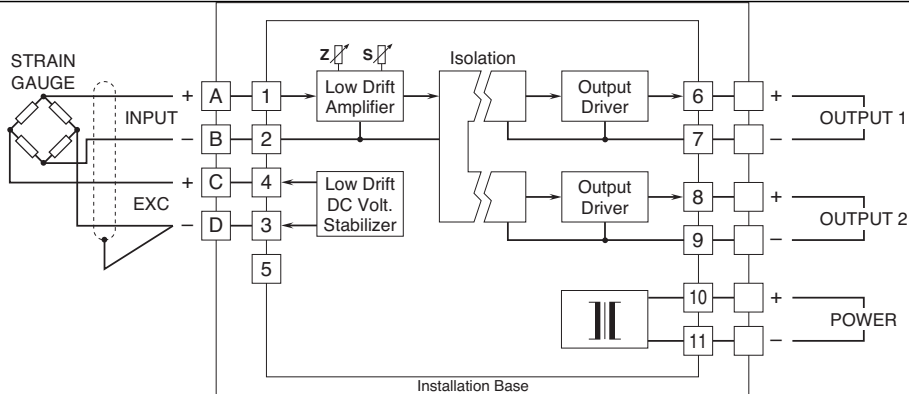 STRAIN
GAUGE
Z
S
Isolation
+
A
1
Low Drift
Amplifier
Output
Driver
6
+
INPUT
OUTPUT 1
–
B
2
7
–
+
C
4
Low Drift
DC Volt.
Stabilizer
Output
Driver
8
+
EXC
OUTPUT 2
–
D
3
9
–
5
10
+
POWER
11
–
Installation Base